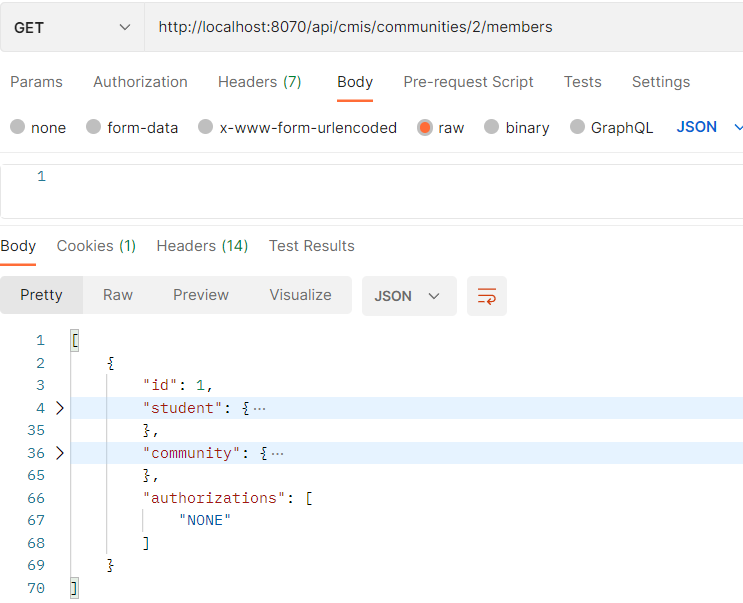 GET http://localhost:8070/api/cmis/communities/2/members
Params Authorization Headers (7) Body Pre-request Script Tests Settings
none form-data x-www-form-urlencoded raw binary GraphQL JSON
1
Body Cookies (1) Headers (14) Test Results
Pretty Raw Preview Visualize JSON
1 [
2 {
3 "id": 1,
4 "student": {···
35 },
36 "community": {···
65 },
66 "authorizations": [
67 "NONE"
68 ]
69 }
70 ]